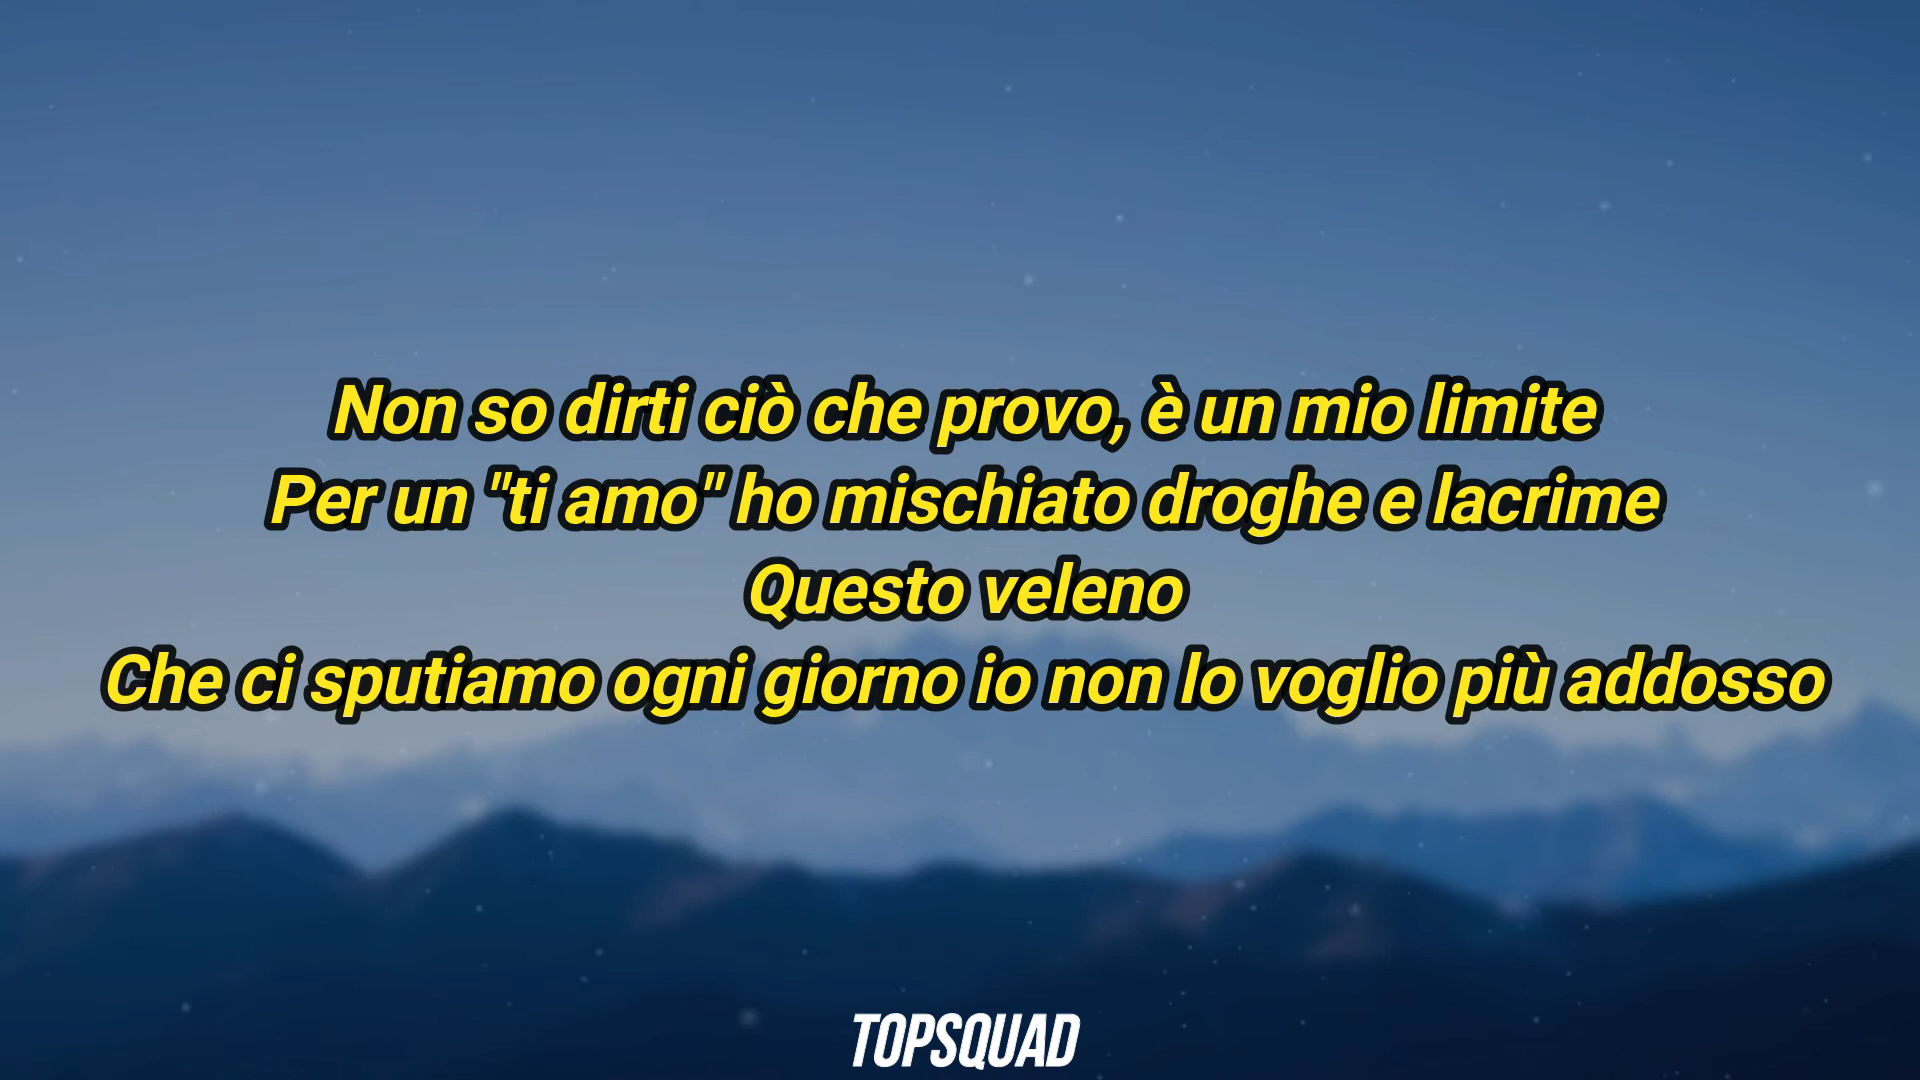 Non so dirti ciò che provo, è un mio limite
Per un "ti amo" ho mischiato droghe e lacrime
Questo veleno
Che ci sputiamo ogni giorno io non lo voglio più addosso
TOPSQUAD